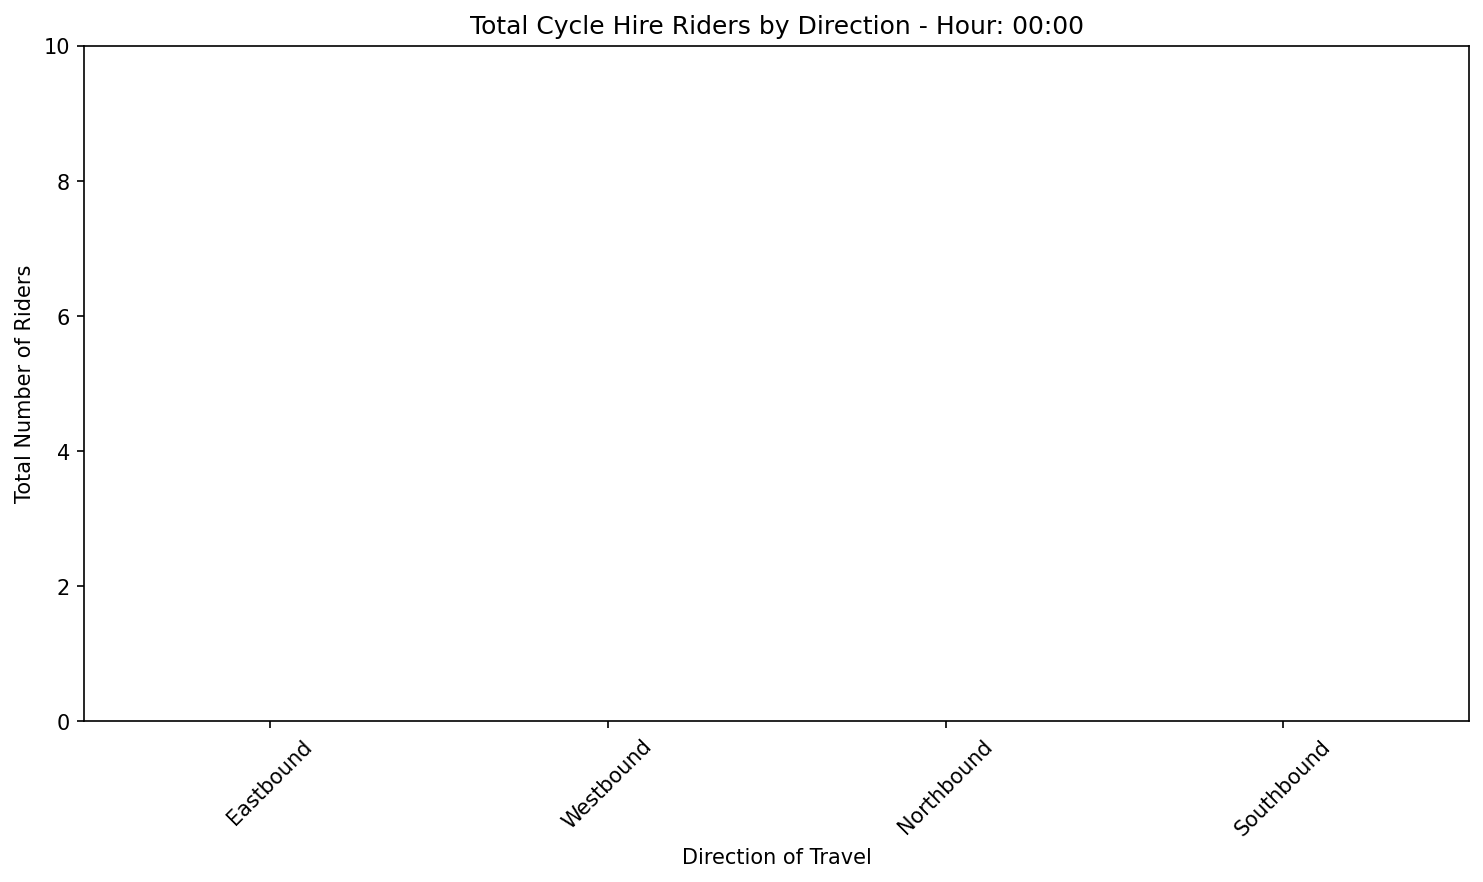 Total Cycle Hire Riders by Direction - Hour: 00:00
Total Number of Riders
10
8
6
4
2
0
Eastbound
Westbound
Northbound
Southbound
Direction of Travel